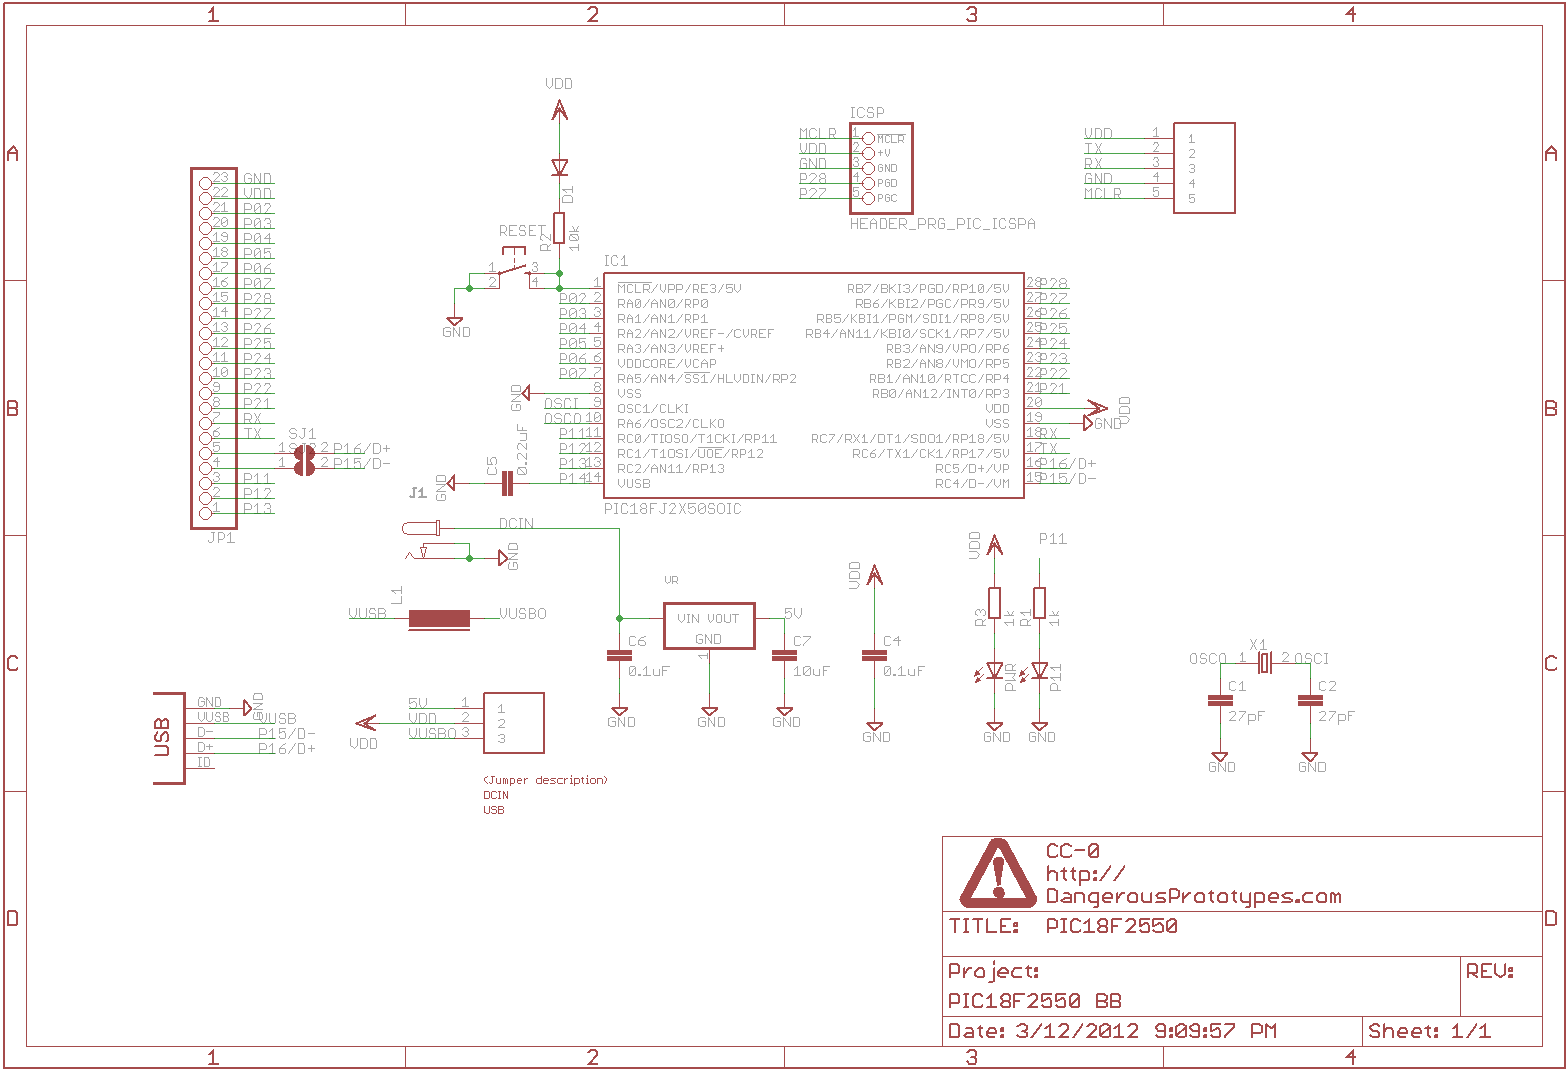 1 2 3 4
A A
B B
C C
D D
1 2 3 4
VDD
D1
R2
10k
RESET
1 3
2 4
GND
23 GND
22 VDD
21 P02
20 P03
19 P04
18 P05
17 P06
16 P07
15 P28
14 P27
13 P26
12 P25
11 P24
10 P23
9 P22
8 P21
7 RX
6 TX
5
4
3 P11
2 P12
1 P13
JP1
SJ1
1 2 P16/D+
1 2 P15/D-
ICSP
MCLR 1 MCLR
VDD 2 +V
GND 3 GND
P28 4 PGD
P27 5 PGC
HEADER_PRG_PIC_ICSPA
VDD 1 1
TX 2 2
RX 3 3
GND 4 4
MCLR 5 5
IC1
1 MCLR/VPP/RE3/5V
P02 2 RA0/AN0/RP0
P03 3 RA1/AN1/RP1
P04 4 RA2/AN2/VREF-/CVREF
P05 5 RA3/AN3/VREF+
P06 6 VDDCORE/VCAP
P07 7 RA5/AN4/SS1/HLVDIN/RP2
GND 8 VSS
OSCI 9 OSC1/CLKI
OSCO 10 RA6/OSC2/CLKO
P11 11 RC0/TIOSO/T1CKI/RP11
P12 12 RC1/T1OSI/UOE/RP12
P13 13 RC2/AN11/RP13
P14 14 VUSB
RB7/BKI3/PGD/RP10/5V 28 P28
RB6/KBI2/PGC/PR9/5V 27 P27
RB5/KBI1/PGM/SDI1/RP8/5V 26 P26
RB4/AN11/KBI0/SCK1/RP7/5V 25 P25
RB3/AN9/VPO/RP6 24 P24
RB2/AN8/VMO/RP5 23 P23
RB1/AN10/RTCC/RP4 22 P22
RB0/AN12/INT0/RP3 21 P21
VDD 20 VDD
VSS 19 GND
RC7/RX1/DT1/SDO1/RP18/5V 18 RX
RC6/TX1/CK1/RP17/5V 17 TX
RC5/D+/VP 16 P16/D+
RC4/D-/VM 15 P15/D-
PIC18FJ2X50SOIC
C5
0.22uF
GND
J1
DCIN
GND
L1
VUSB VUSBO
VR
VIN VOUT
GND
1
5V
C6
0.1uF
GND
GND
C7
10uF
GND
VDD
C4
0.1uF
GND
VDD
R3
1k
PWR
GND
P11
R1
1k
P11
GND
X1
OSCO 1 2 OSCI
C1
27pF
GND
C2
27pF
GND
USB
GND GND
VUSB VUSB
D- P15/D-
D+ P16/D+
ID
5V 1 1
VDD 2 2
VUSBO 3 3
VDD
(Jumper description)
DCIN
USB
CC-0
http://
DangerousPrototypes.com
TITLE: PIC18F2550
Project:
PIC18F2550 BB
REV:
Date: 3/12/2012 9:09:57 PM
Sheet: 1/1